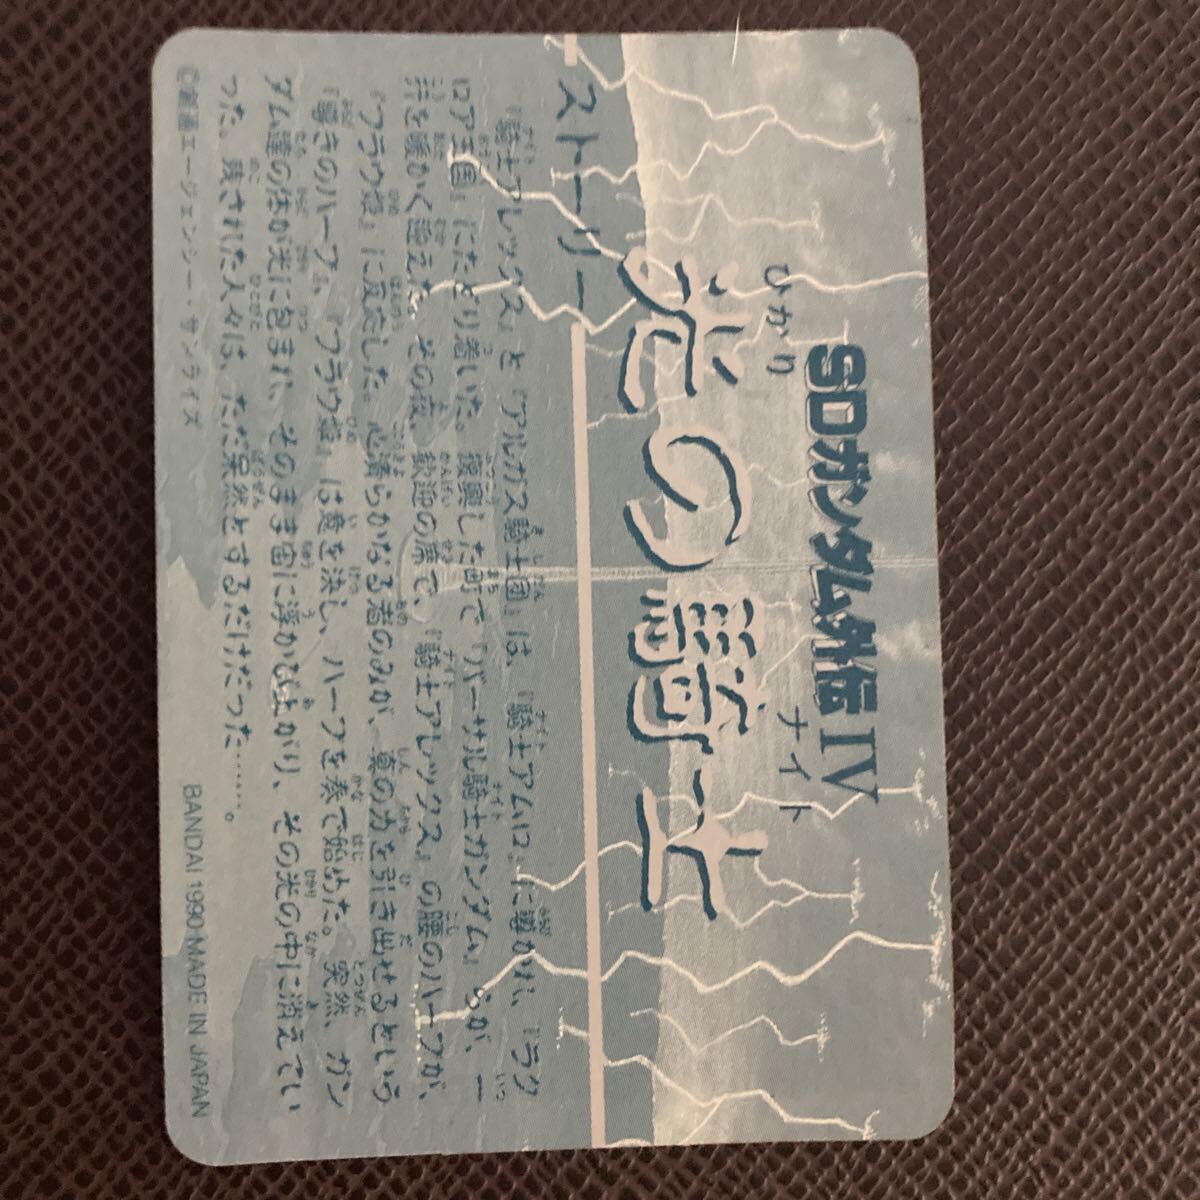 SDガンダム外伝IV
ひかり ナイト
光の騎士
ストーリー
『騎士アレックス』と『アルガス騎士団』は、『騎士アムロ』に導かれ、『ラク
ロア王国』にたどり着いた。復興した町で『バーサル騎士ガンダム』らが、一
行を暖かく迎えた。その夜、歓迎の席で、『騎士アレックス』の腰のハープが、
『フラウ姫』に反応した。心清らかなる者のみが、真の力を引き出せるという
『響きのハープ』。『フラウ姫』は意を決し、ハープを奏で始めた。突然、ガン
ダム達の体が光に包まれ、そのまま宙に浮かび上がり、その光の中に消えてい
った。残された人々は、ただ呆然とするだけだった……。
©創通エージェンシー・サンライズ
BANDAI 1990 MADE IN JAPAN